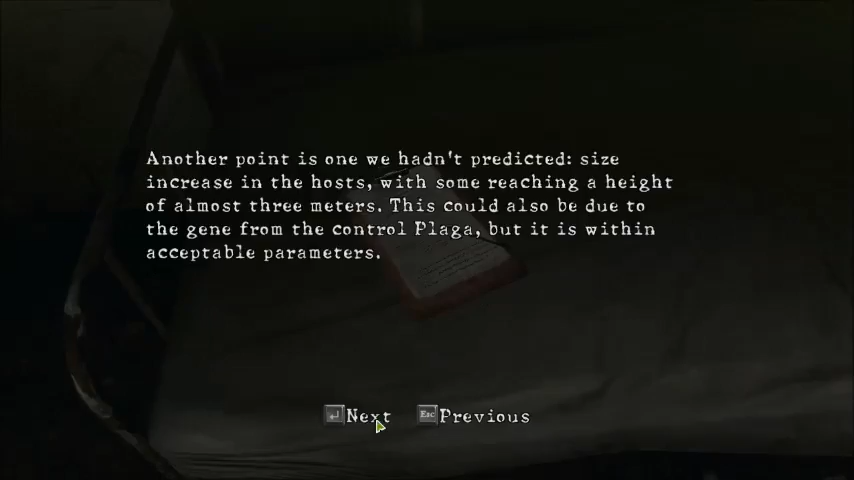 Another point is one we hadn't predicted: size
increase in the hosts, with some reaching a height
of almost three meters. This could also be due to
the gene from the control Plaga, but it is within
acceptable parameters.
Next Esc Previous